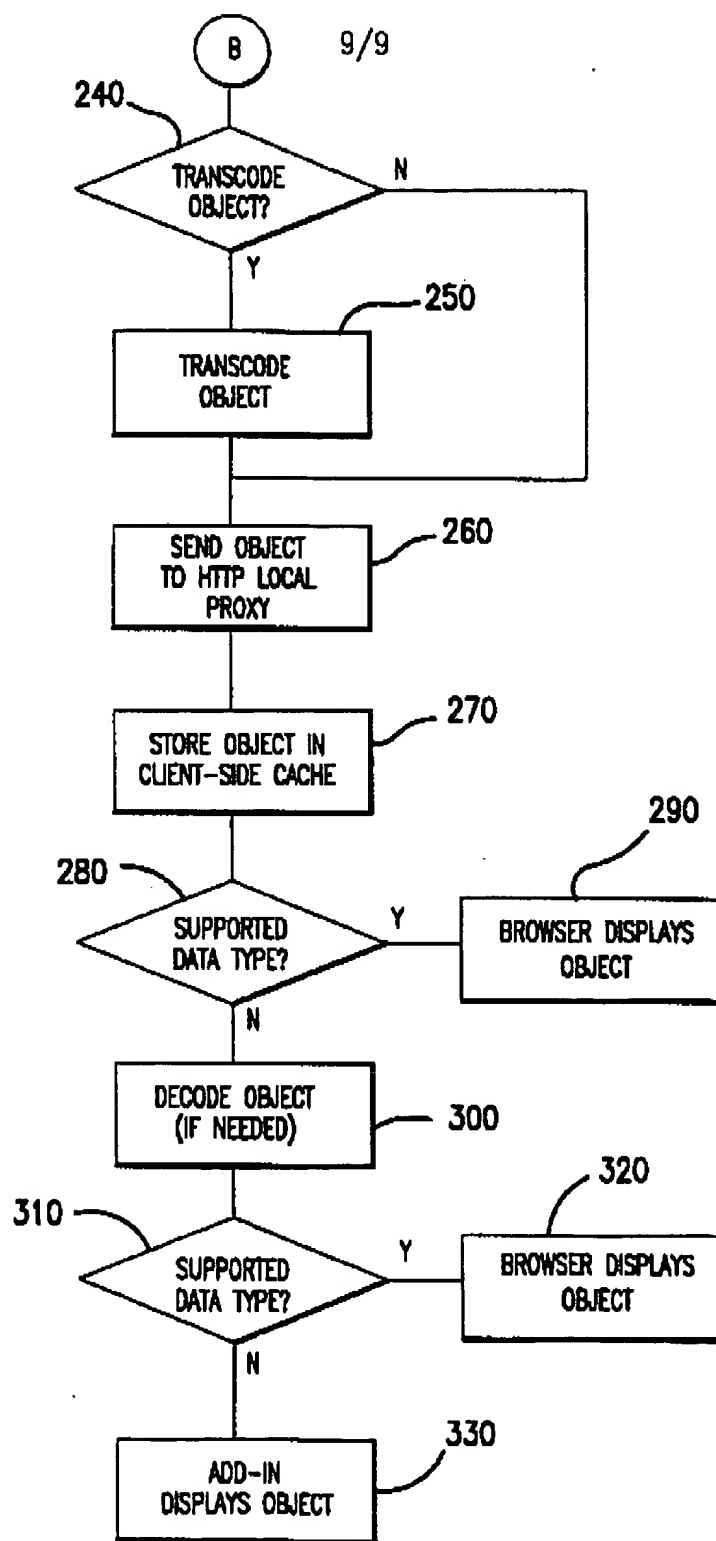 B
9/9
240
TRANSCODE
OBJECT?
N
Y
250
TRANSCODE
OBJECT
260
SEND OBJECT
TO HTTP LOCAL
PROXY
270
STORE OBJECT IN
CLIENT-SIDE CACHE
280
SUPPORTED
DATA TYPE?
Y
290
BROWSER DISPLAYS
OBJECT
N
DECODE OBJECT
(IF NEEDED)
300
310
SUPPORTED
DATA TYPE?
Y
320
BROWSER DISPLAYS
OBJECT
N
330
ADD-IN
DISPLAYS OBJECT